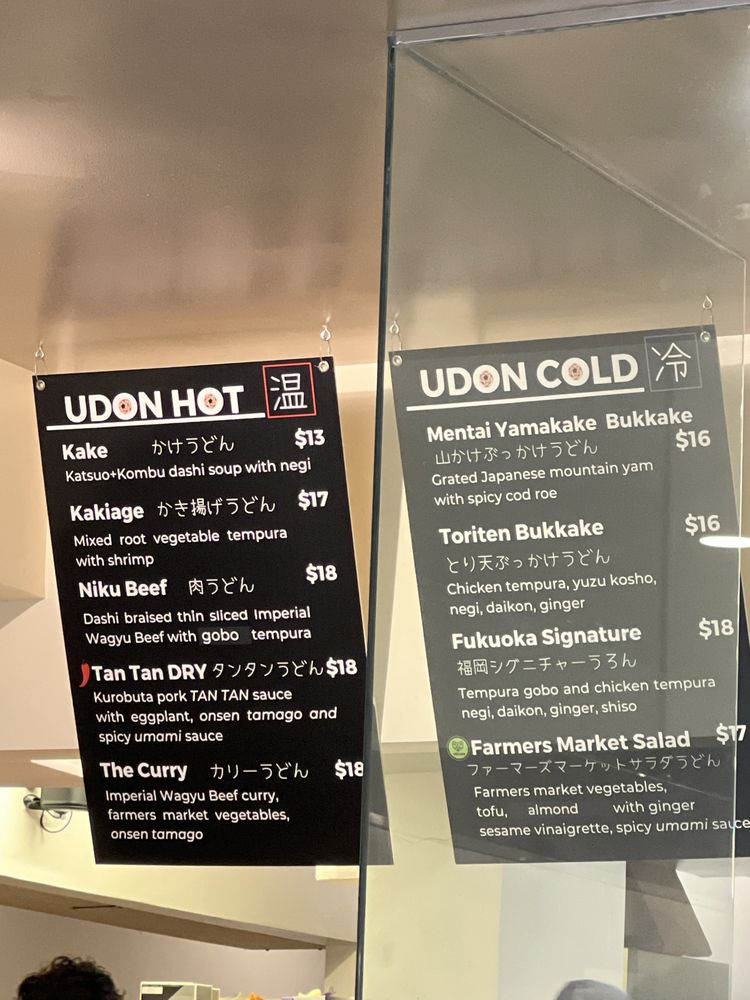 UDON HOT 温
Kake かけうどん $13
Katsuo+Kombu dashi soup with negi
Kakiage かき揚げうどん $17
Mixed root vegetable tempura
with shrimp
Niku Beef 肉うどん $18
Dashi braised thin sliced Imperial
Wagyu Beef with gobo tempura
Tan Tan DRY タンタンうどん $18
Kurobuta pork TAN TAN sauce
with eggplant, onsen tamago and
spicy umami sauce
The Curry カリーうどん $18
Imperial Wagyu Beef curry,
farmers market vegetables,
onsen tamago
UDON COLD 冷
Mentai Yamakake Bukkake
山かけぶっかけうどん $16
Grated Japanese mountain yam
with spicy cod roe
Toriten Bukkake $16
とり天ぶっかけうどん
Chicken tempura, yuzu kosho,
negi, daikon, ginger
Fukuoka Signature $18
福岡シグニチャーうろん
Tempura gobo and chicken tempura
negi, daikon, ginger, shiso
Farmers Market Salad $17
ファーマーズマーケットサラダうどん
Farmers market vegetables,
tofu, almond with ginger
sesame vinaigrette, spicy umami sauce